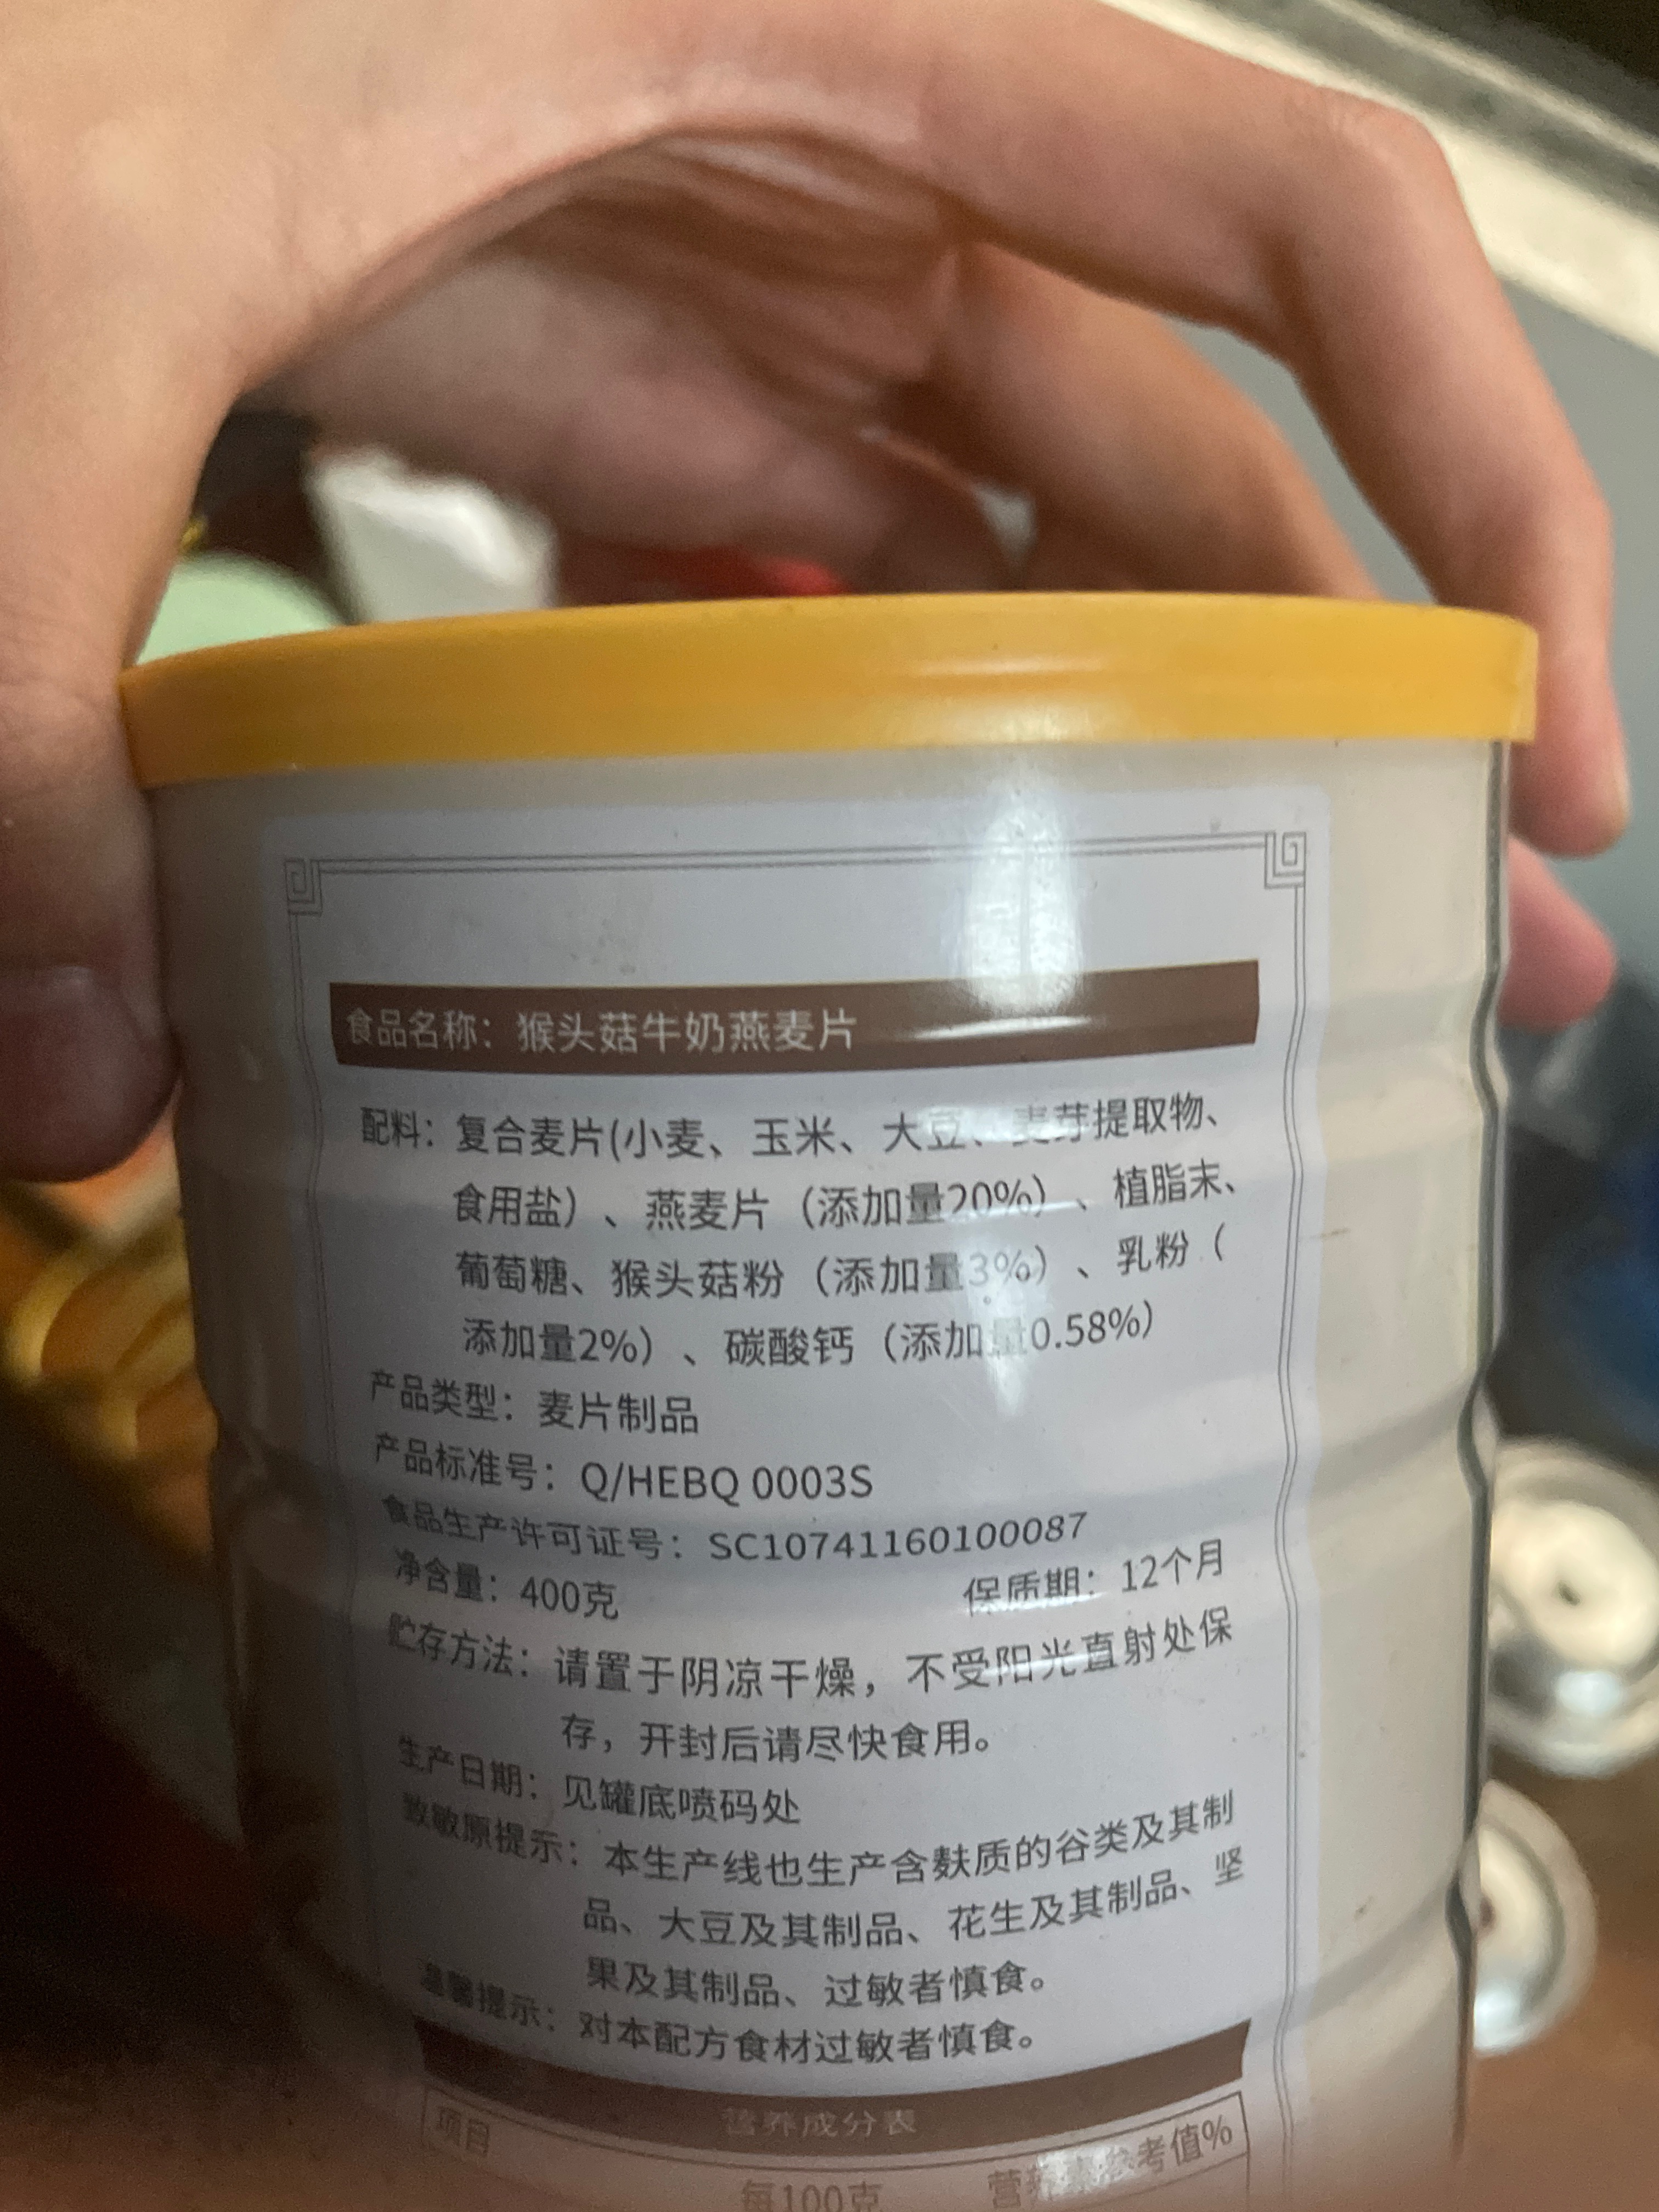 食品名称：猴头菇牛奶燕麦片
配料：复合麦片(小麦、玉米、大豆、麦芽提取物、
食用盐）、燕麦片（添加量20%）、植脂末、
葡萄糖、猴头菇粉（添加量3%）、乳粉（
添加量2%）、碳酸钙（添加量0.58%）
产品类型：麦片制品
产品标准号：Q/HEBQ 0003S
食品生产许可证号：SC10741160100087
净含量：400克 保质期：12个月
贮存方法：请置于阴凉干燥，不受阳光直射处保
存，开封后请尽快食用。
生产日期：见罐底喷码处
致敏原提示：本生产线也生产含麸质的谷类及其制
品、大豆及其制品、花生及其制品、坚
果及其制品、过敏者慎食。
温馨提示：对本配方食材过敏者慎食。
营养成分表
项目 每100克 营养素参考值%